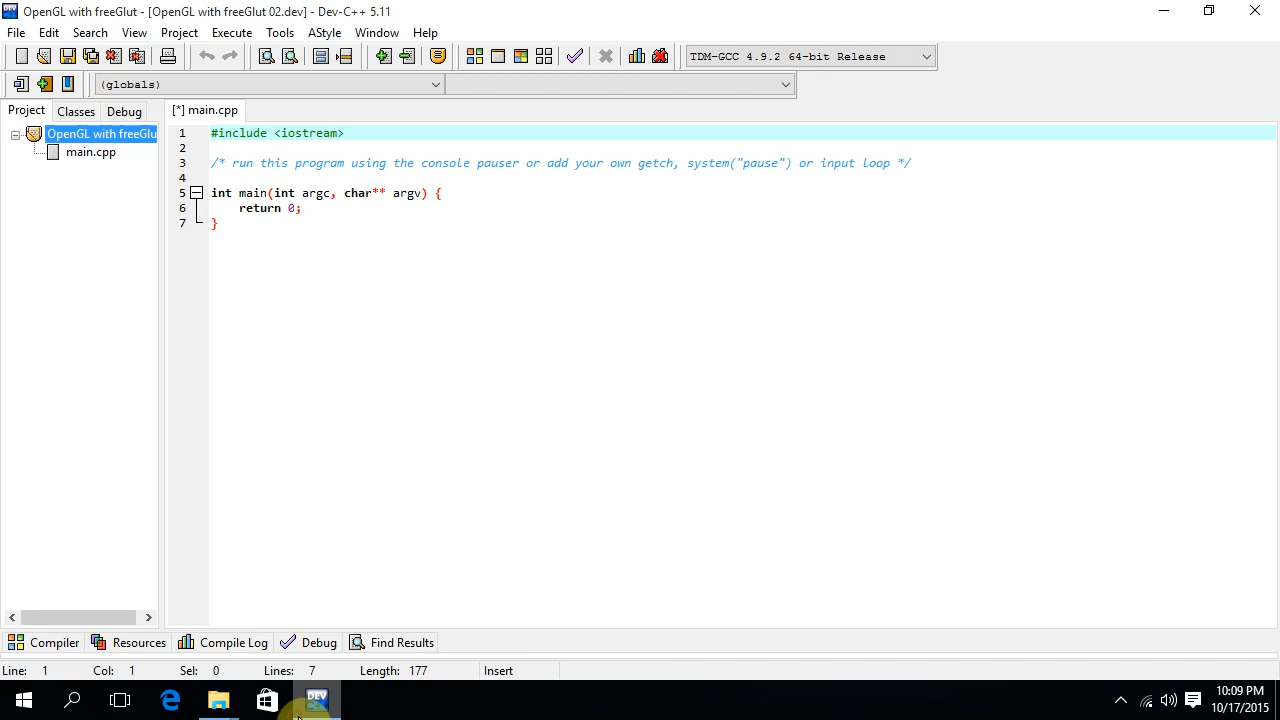 OpenGL with freeGlut - [OpenGL with freeGlut 02.dev] - Dev-C++ 5.11
File Edit Search View Project Execute Tools AStyle Window Help
TDM-GCC 4.9.2 64-bit Release
(globals)
Project Classes Debug [*] main.cpp
OpenGL with freeGlu
main.cpp
1 #include <iostream>
2
3 /* run this program using the console pauser or add your own getch, system("pause") or input loop */
4
5 int main(int argc, char** argv) {
6 return 0;
7 }
Compiler Resources Compile Log Debug Find Results
Line: 1 Col: 1 Sel: 0 Lines: 7 Length: 177 Insert
DEV
10:09 PM
10/17/2015